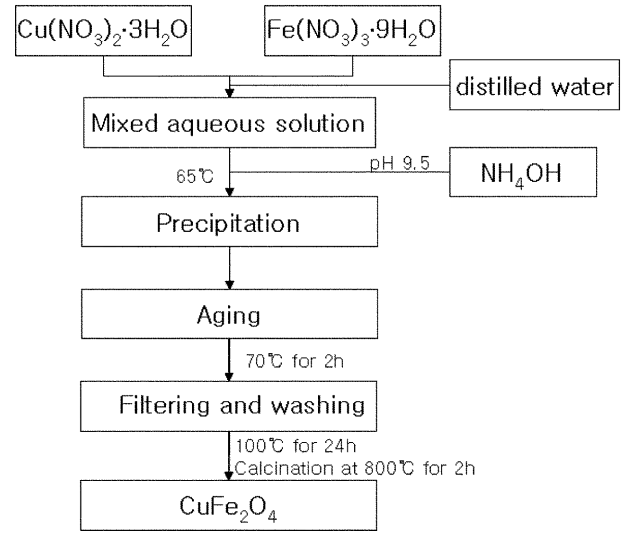 Cu(NO₃)₂·3H₂O
Fe(NO₃)₃·9H₂O
distilled water
Mixed aqueous solution
65℃
pH 9.5
NH₄OH
Precipitation
Aging
70℃ for 2h
Filtering and washing
100℃ for 24h
Calcination at 800℃ for 2h
CuFe₂O₄